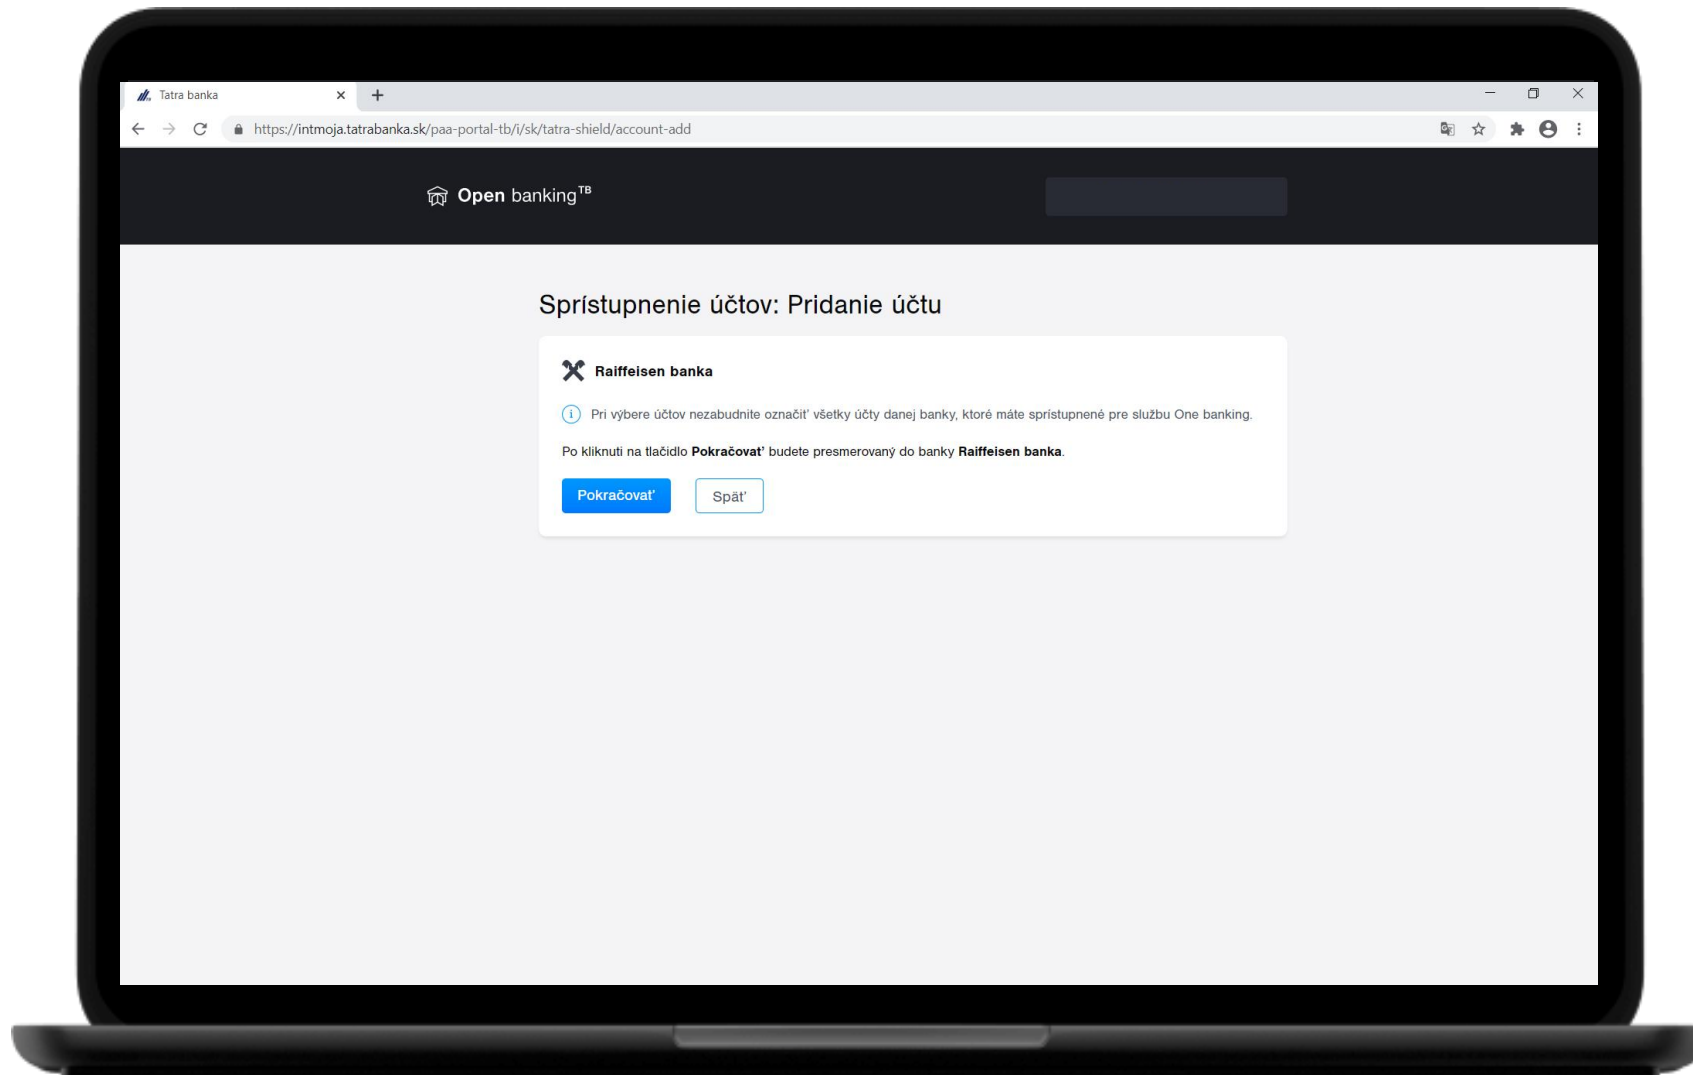 Tatra banka
https://intmoja.tatrabanka.sk/paa-portal-tb/i/sk/tatra-shield/account-add
Open banking TB
Sprístupnenie účtov: Pridanie účtu
Raiffeisen banka
Pri výbere účtov nezabudnite označiť všetky účty danej banky, ktoré máte sprístupnené pre službu One banking.
Po kliknuti na tlačidlo Pokračovať budete presmerovaný do banky Raiffeisen banka.
Pokračovať Späť